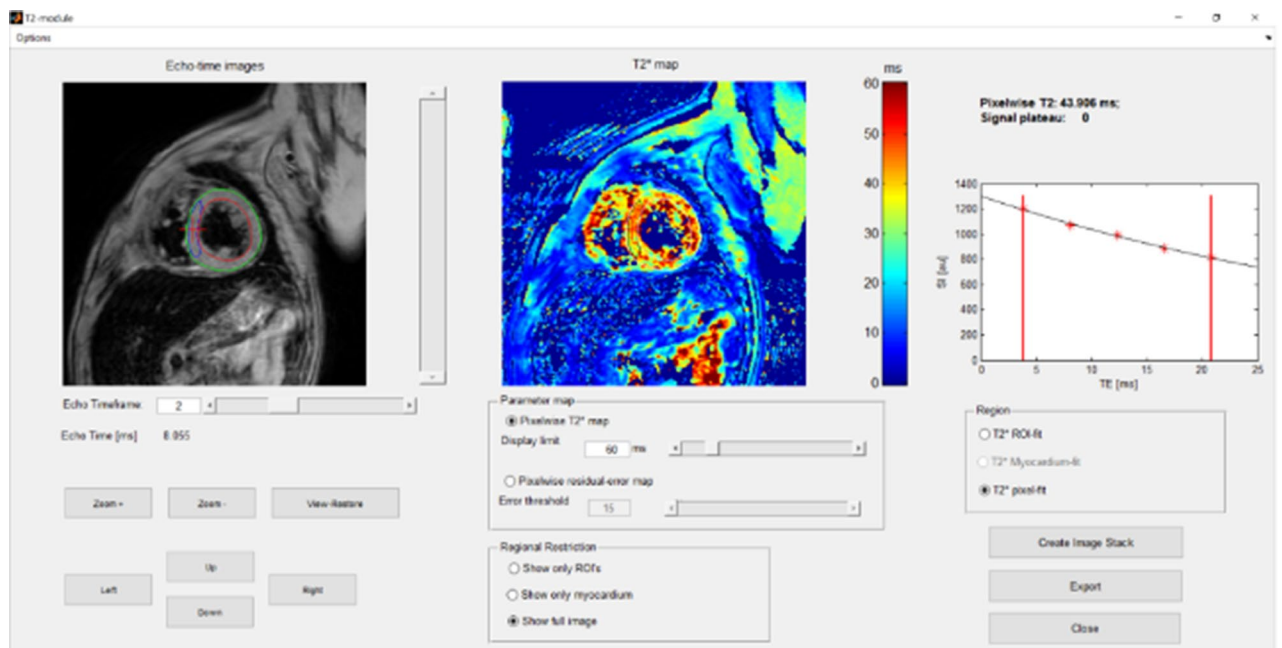 T2-module
Options
Echo-time images
T2* map
ms
60
50
40
30
20
10
0
Pixelwise T2: 43.906 ms;
Signal plateau: 0
1400
1200
1000
800
600
400
200
0
SI [au]
0 5 10 15 20 25
TE [ms]
Echo Timeframe: 2
Echo Time [ms] 8.055
Zoom + Zoom - View-Restore
Up
Left Right
Down
Parameter map
Pixelwise T2* map
Display limit 60 ms
Pixelwise residual-error map
Error threshold 15
Regional Restriction
Show only ROI's
Show only myocardium
Show full image
Region
T2* ROI-fit
T2* Myocardium-fit
T2* pixel-fit
Create Image Stack
Export
Close